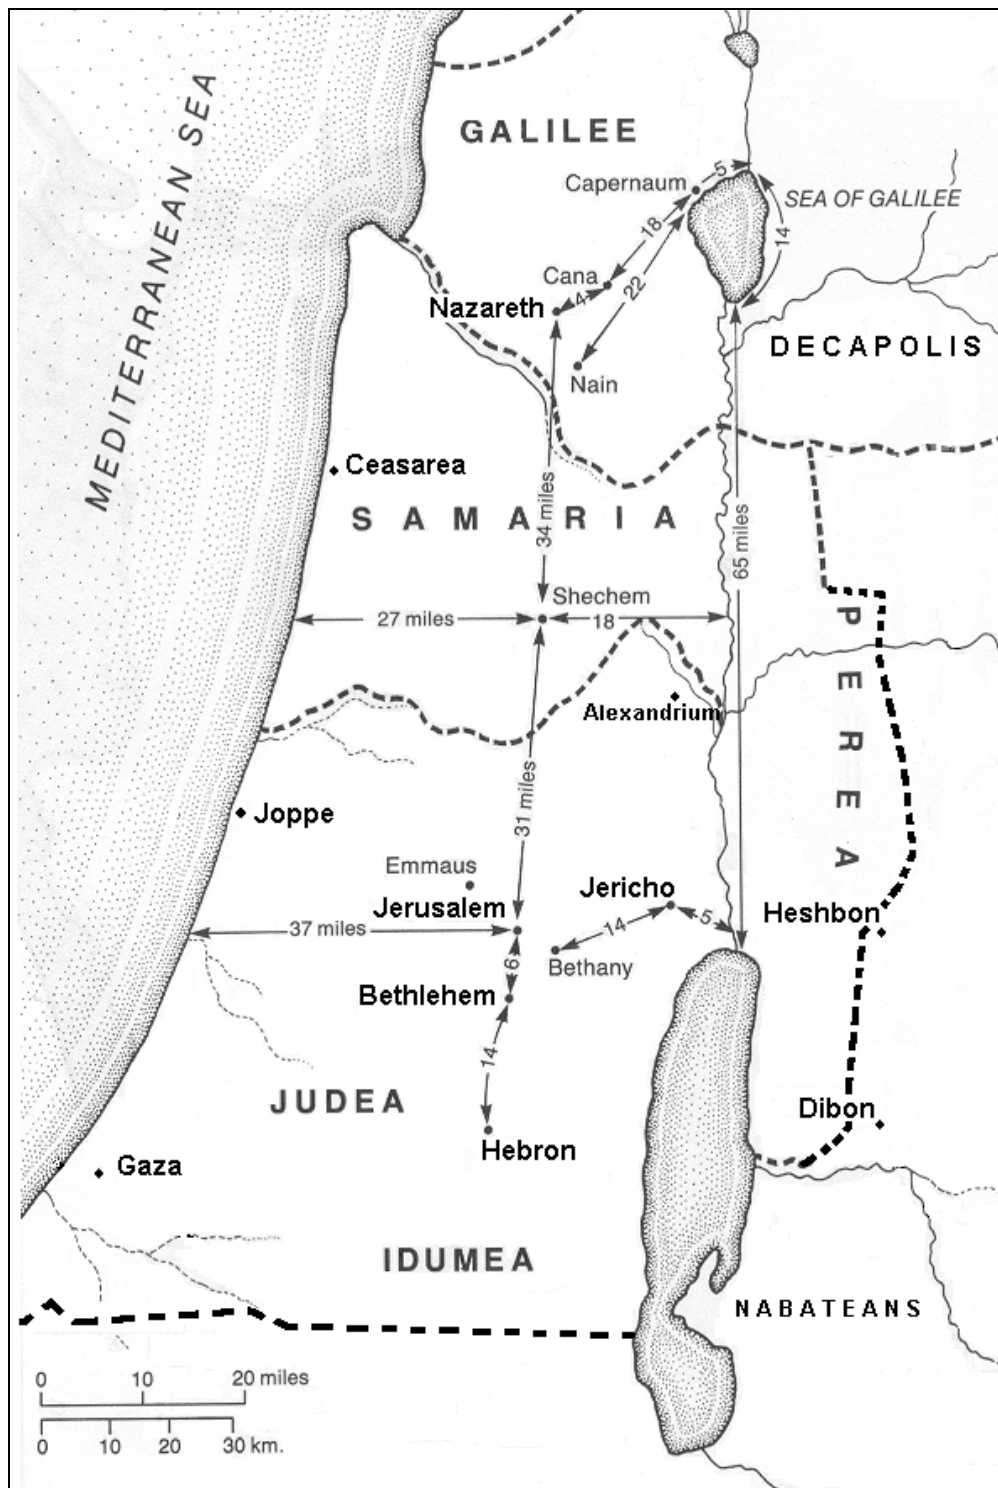 GALILEE
MEDITERRANEAN SEA
5
Capernaum
SEA OF GALILEE
18
14
Cana
22
4
Nazareth
DECAPOLIS
Nain
Ceasarea
34 miles
SAMARIA
65 miles
Shechem
27 miles
18
PEREA
Alexandrium
31 miles
Joppe
Emmaus
Jericho
Jerusalem
Heshbon
37 miles
14
5
6
Bethany
Bethlehem
14
JUDEA
Dibon
Hebron
Gaza
IDUMEA
NABATEANS
0 10 20 miles
0 10 20 30 km.